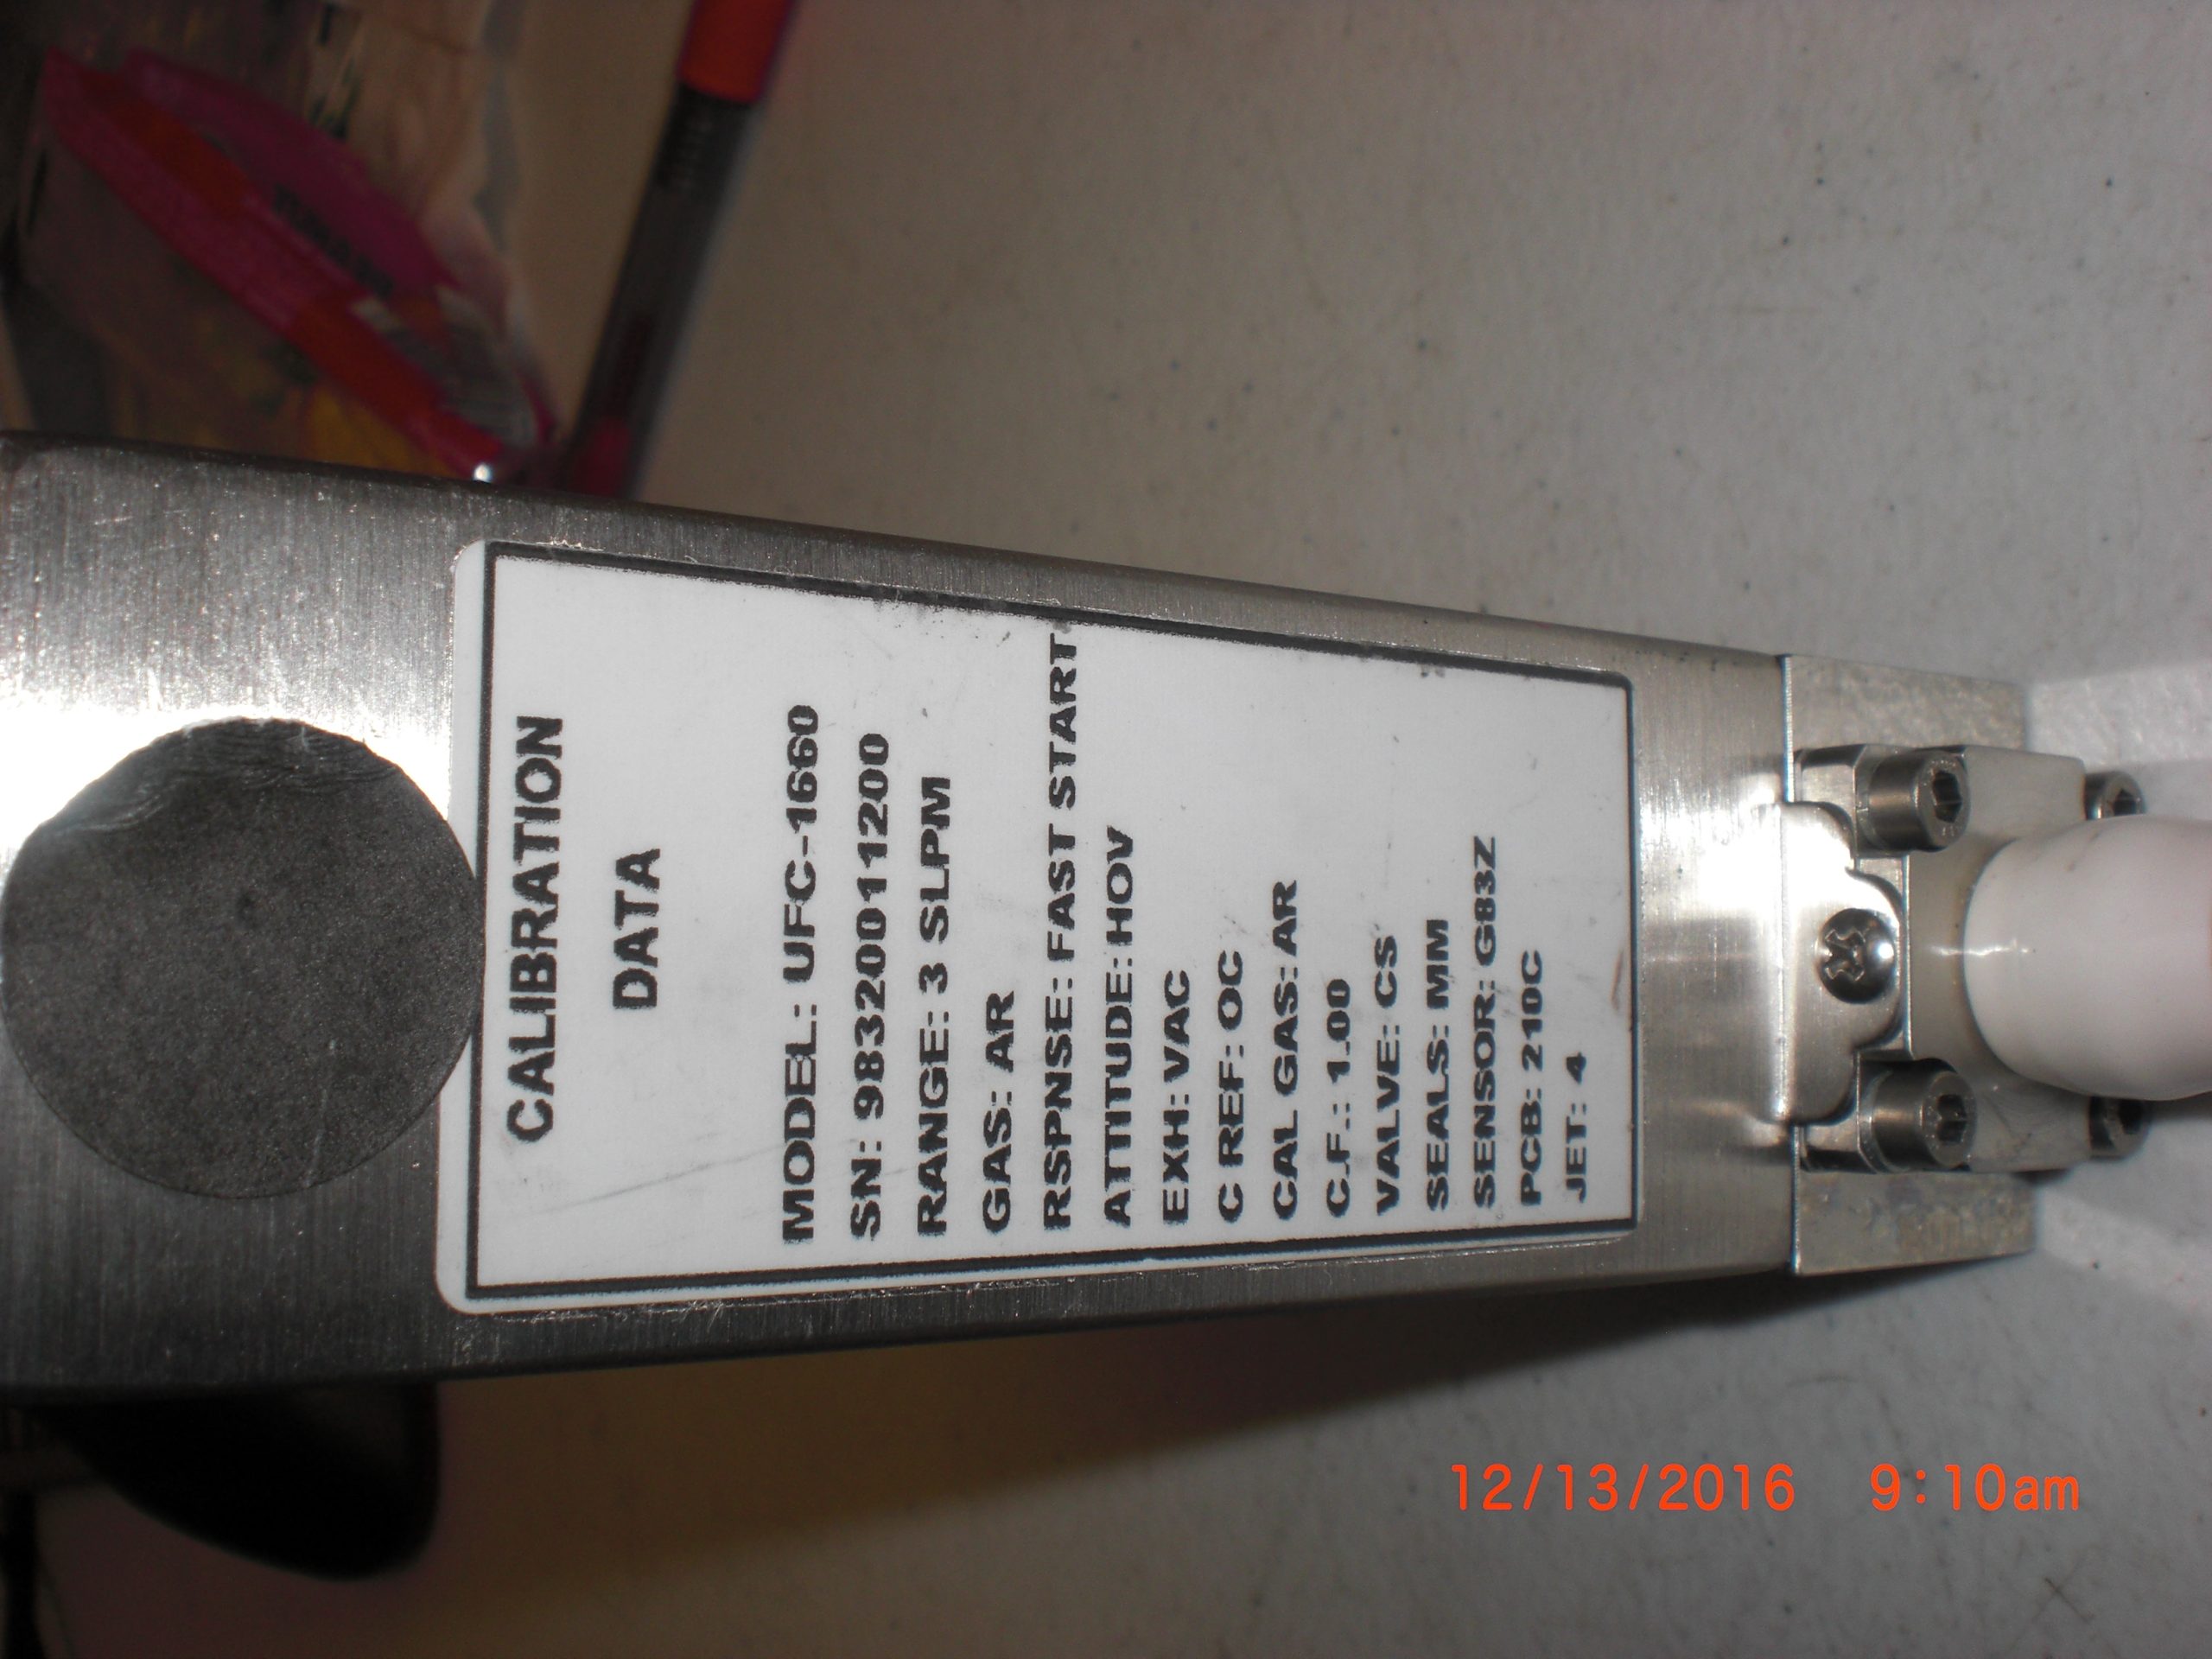 CALIBRATION
DATA
MODEL: UFC-1660
SN: 9832001 1200
RANGE: 3 SLPM
GAS: AR
RSPNSE: FAST START
ATTITUDE: HOV
EXH: VAC
C REF: OC
CAL GAS: AR
C.F.: 1.00
VALVE: CS
SEALS: MM
SENSOR: G83Z
PCB: 210C
JET: 4
12/13/2016 9:10am